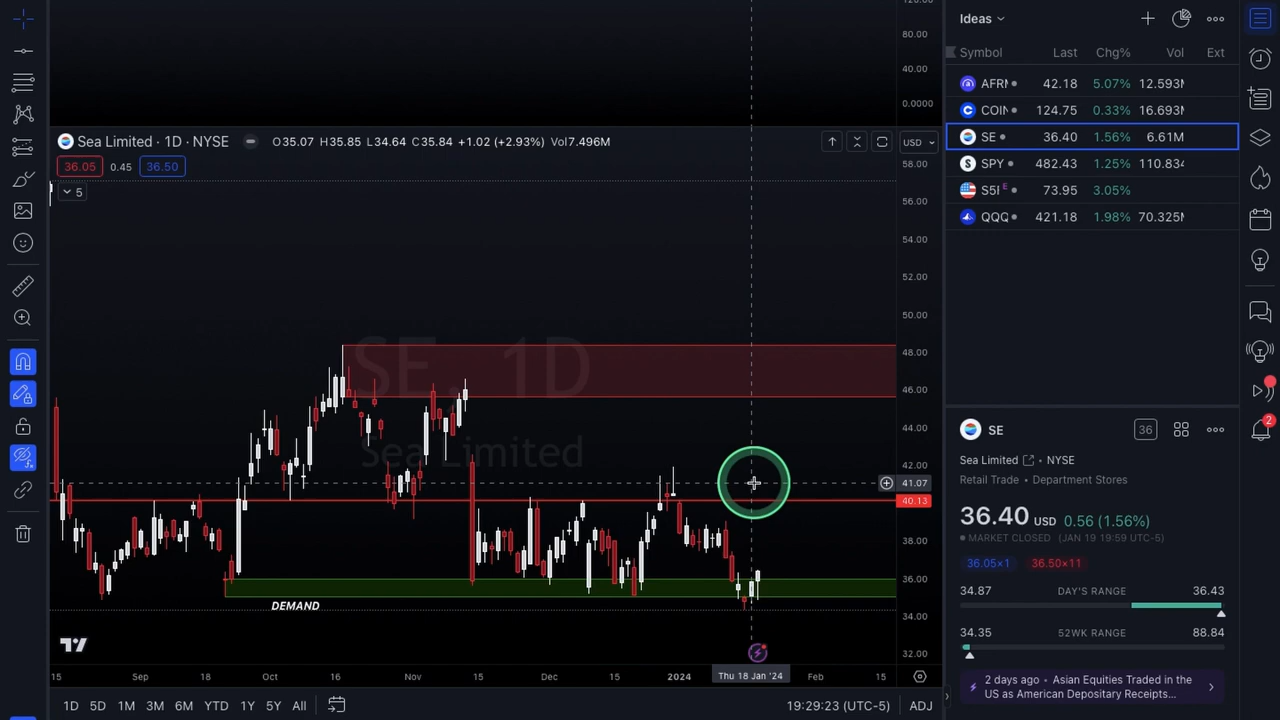 120.00
80.00
40.00
0.0000
Sea Limited · 1D · NYSE O35.07 H35.85 L34.64 C35.84 +1.02 (+2.93%) Vol7.496M
USD
36.05 0.45 36.50
5
58.00
56.00
54.00
52.00
50.00
48.00
46.00
44.00
42.00
41.07
40.13
38.00
36.00
34.00
32.00
SE, 1D
Sea Limited
DEMAND
15 Sep 18 Oct 16 Nov 15 Dec 15 2024 Thu 18 Jan '24 Feb 15
1D 5D 1M 3M 6M YTD 1Y 5Y All
19:29:23 (UTC-5) ADJ
Ideas
Symbol Last Chg% Vol Ext
AFRM 42.18 5.07% 12.593M
COIN 124.75 0.33% 16.693M
SE 36.40 1.56% 6.61M
SPY 482.43 1.25% 110.834
S5I E 73.95 3.05%
QQQ 421.18 1.98% 70.325M
SE
36
Sea Limited · NYSE
Retail Trade · Department Stores
36.40 USD 0.56 (1.56%)
MARKET CLOSED (JAN 19 19:59 UTC-5)
36.05×1 36.50×11
34.87 DAY'S RANGE 36.43
34.35 52WK RANGE 88.84
2 days ago · Asian Equities Traded in the
US as American Depositary Receipts...
2